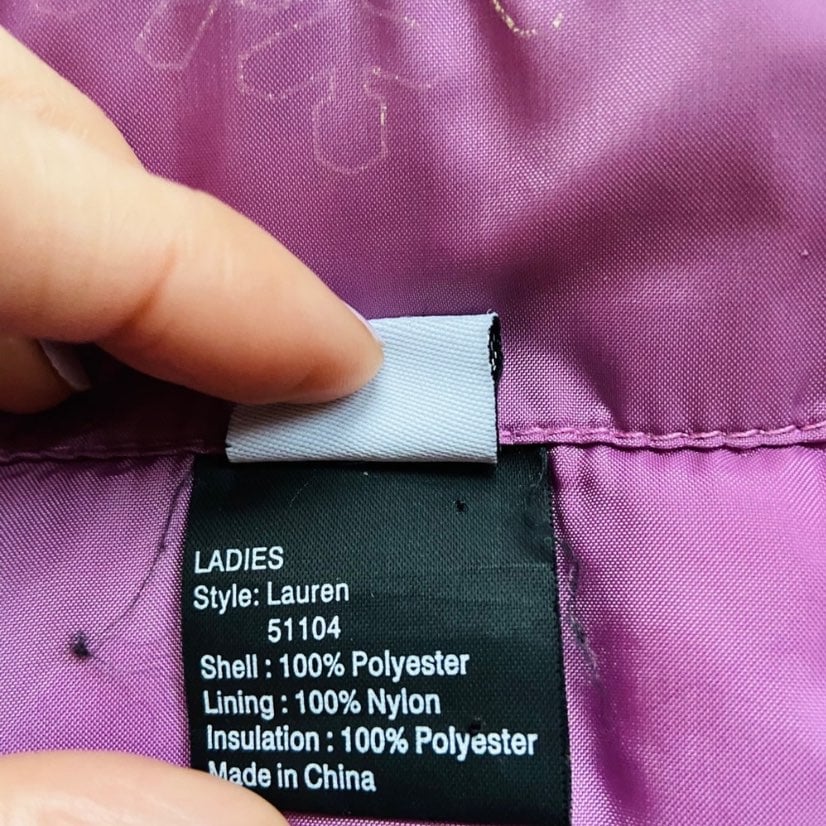 LADIES
Style: Lauren
51104
Shell : 100% Polyester
Lining : 100% Nylon
Insulation : 100% Polyester
Made in China